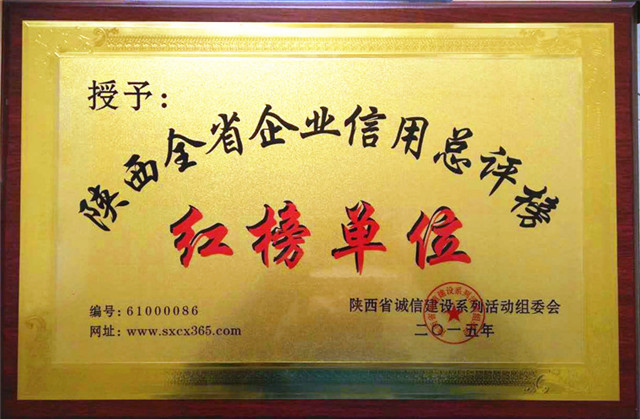 授予：
陕西全省企业信用总评榜
红榜单位
编号：61000086
网址：www.sxcx365.com
陕西省诚信建设系列活动组委会
二〇一五年